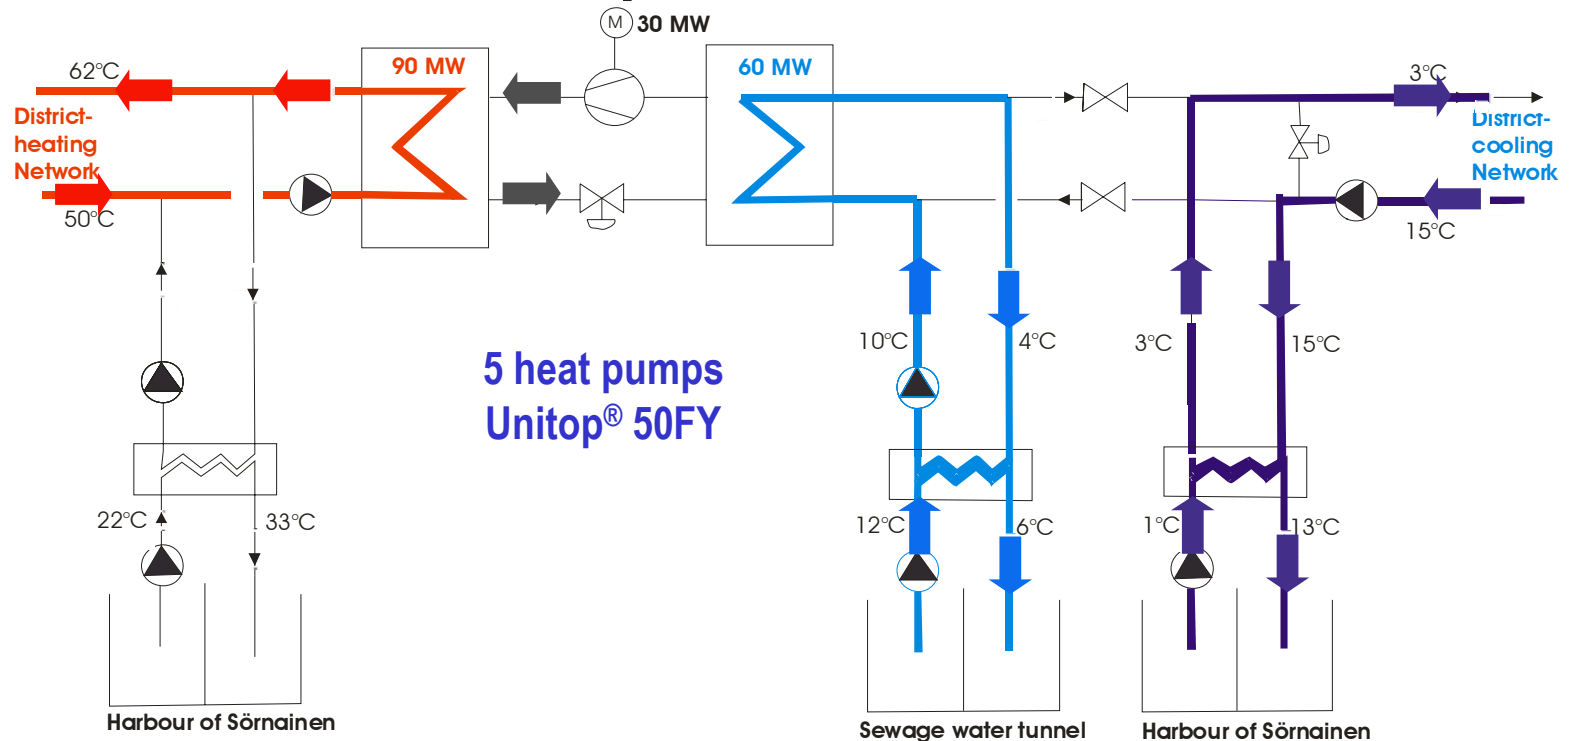 M 30 MW
62°C
90 MW
60 MW
3°C
District-
heating
Network
District-
cooling
Network
50°C
15°C
10°C
4°C
3°C
15°C
5 heat pumps
Unitop® 50FY
22°C
33°C
12°C
6°C
1°C
13°C
Harbour of Sörnainen
Sewage water tunnel
Harbour of Sörnainen